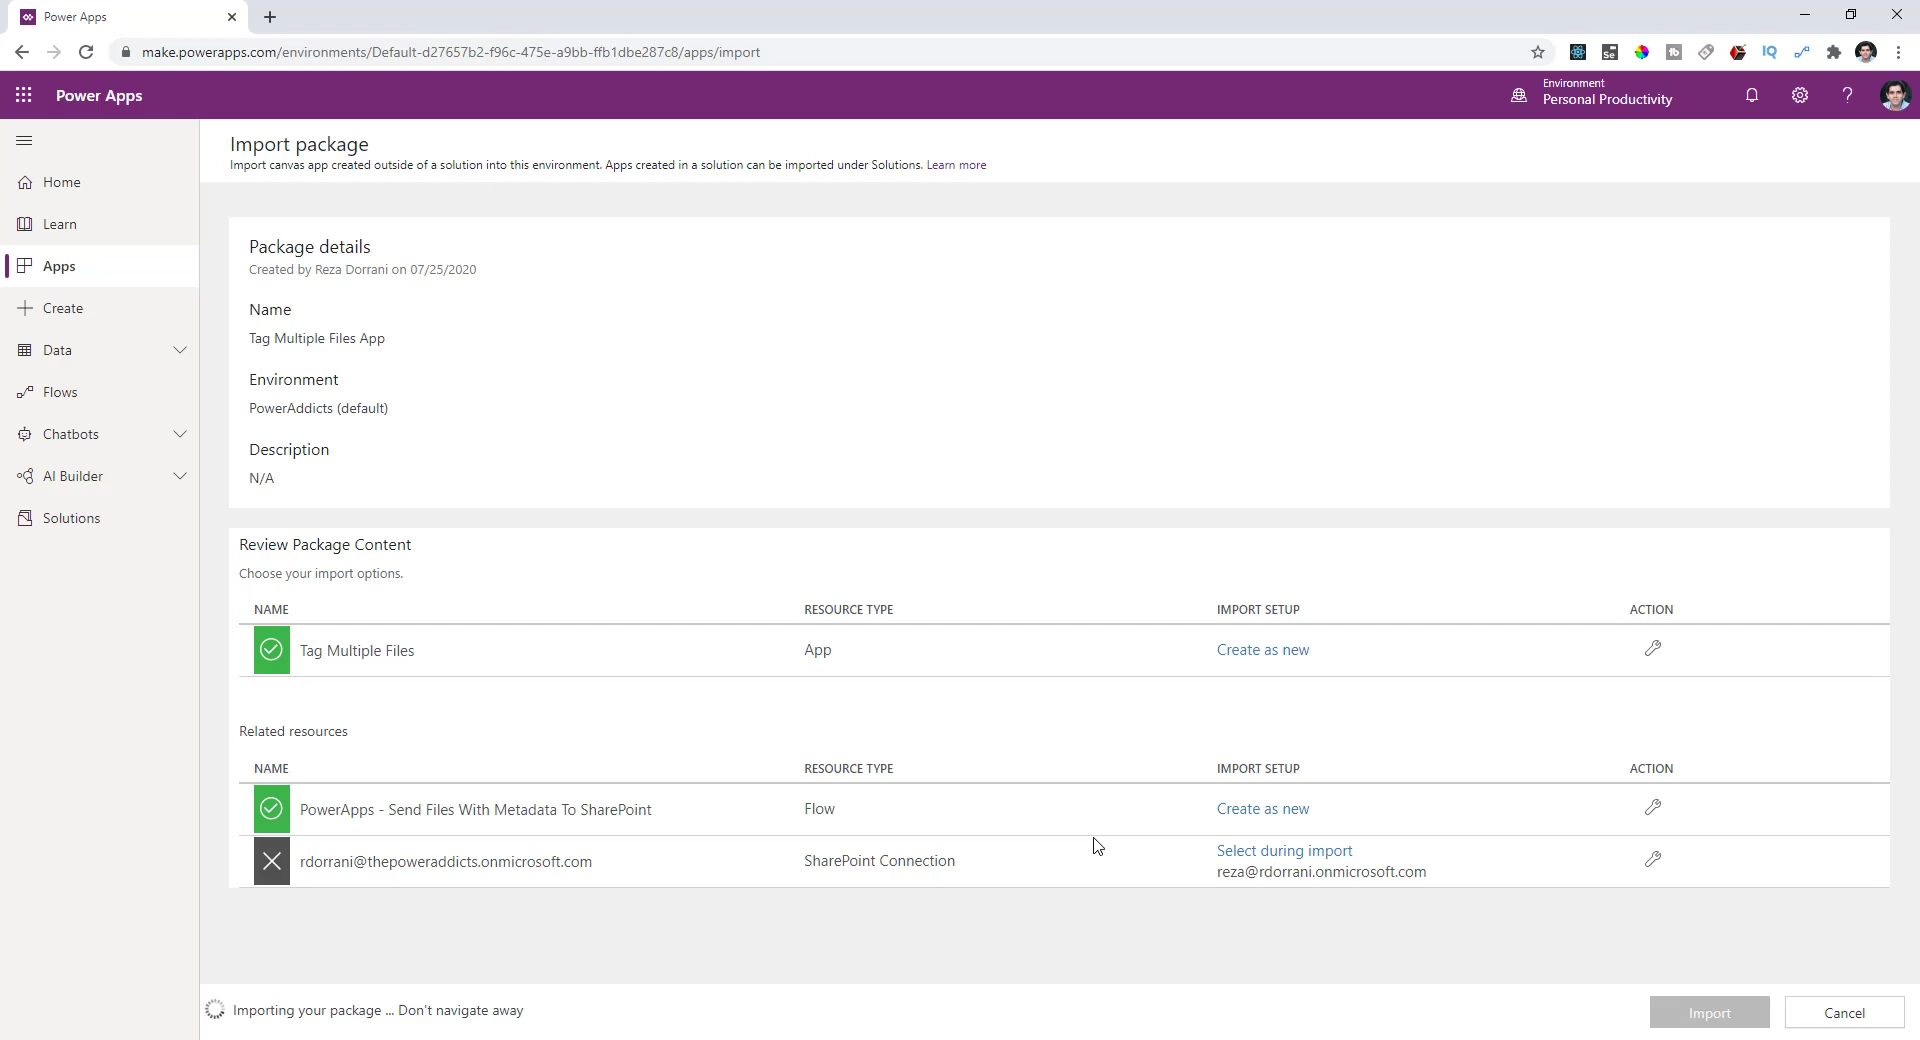 Power Apps
make.powerapps.com/environments/Default-d27657b2-f96c-475e-a9bb-ffb1dbe287c8/apps/import
Se
tb
IQ
Power Apps
Environment
Personal Productivity
?
Import package
Import canvas app created outside of a solution into this environment. Apps created in a solution can be imported under Solutions. Learn more
Home
Learn
Apps
Create
Data
Flows
Chatbots
AI Builder
Solutions
Package details
Created by Reza Dorrani on 07/25/2020
Name
Tag Multiple Files App
Environment
PowerAddicts (default)
Description
N/A
Review Package Content
Choose your import options.
NAME RESOURCE TYPE IMPORT SETUP ACTION
Tag Multiple Files App Create as new
Related resources
NAME RESOURCE TYPE IMPORT SETUP ACTION
PowerApps - Send Files With Metadata To SharePoint Flow Create as new
rdorrani@thepoweraddicts.onmicrosoft.com SharePoint Connection Select during import
reza@rdorrani.onmicrosoft.com
Importing your package ... Don't navigate away
Import Cancel